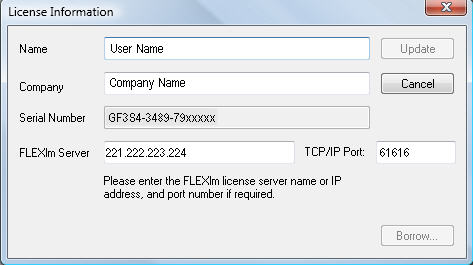 License Information
Name User Name Update
Company Company Name Cancel
Serial Number GF3S4-3489-79xxxxx
FLEXlm Server 221.222.223.224 TCP/IP Port: 61616
Please enter the FLEXlm license server name or IP
address, and port number if required.
Borrow...